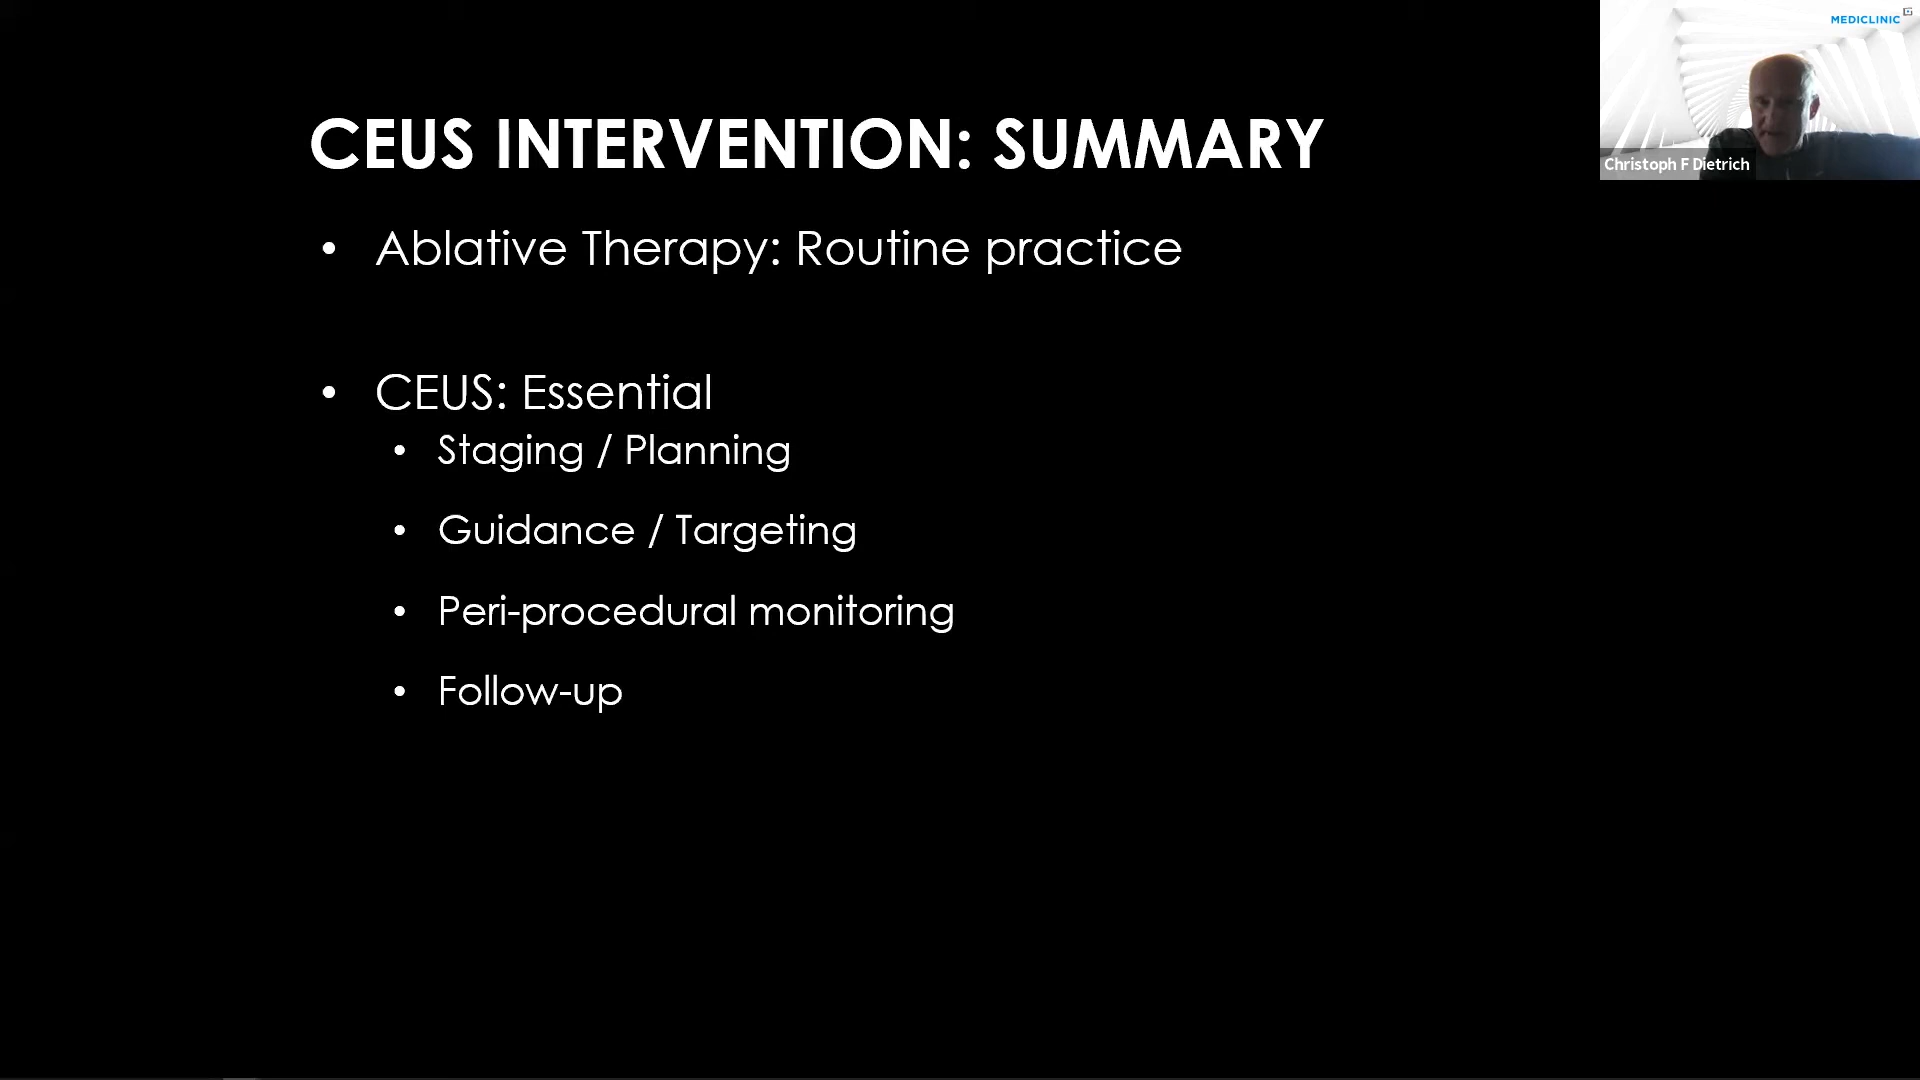 MEDICLINIC
CEUS INTERVENTION: SUMMARY
Christoph F Dietrich
• Ablative Therapy: Routine practice
• CEUS: Essential
• Staging / Planning
• Guidance / Targeting
• Peri-procedural monitoring
• Follow-up